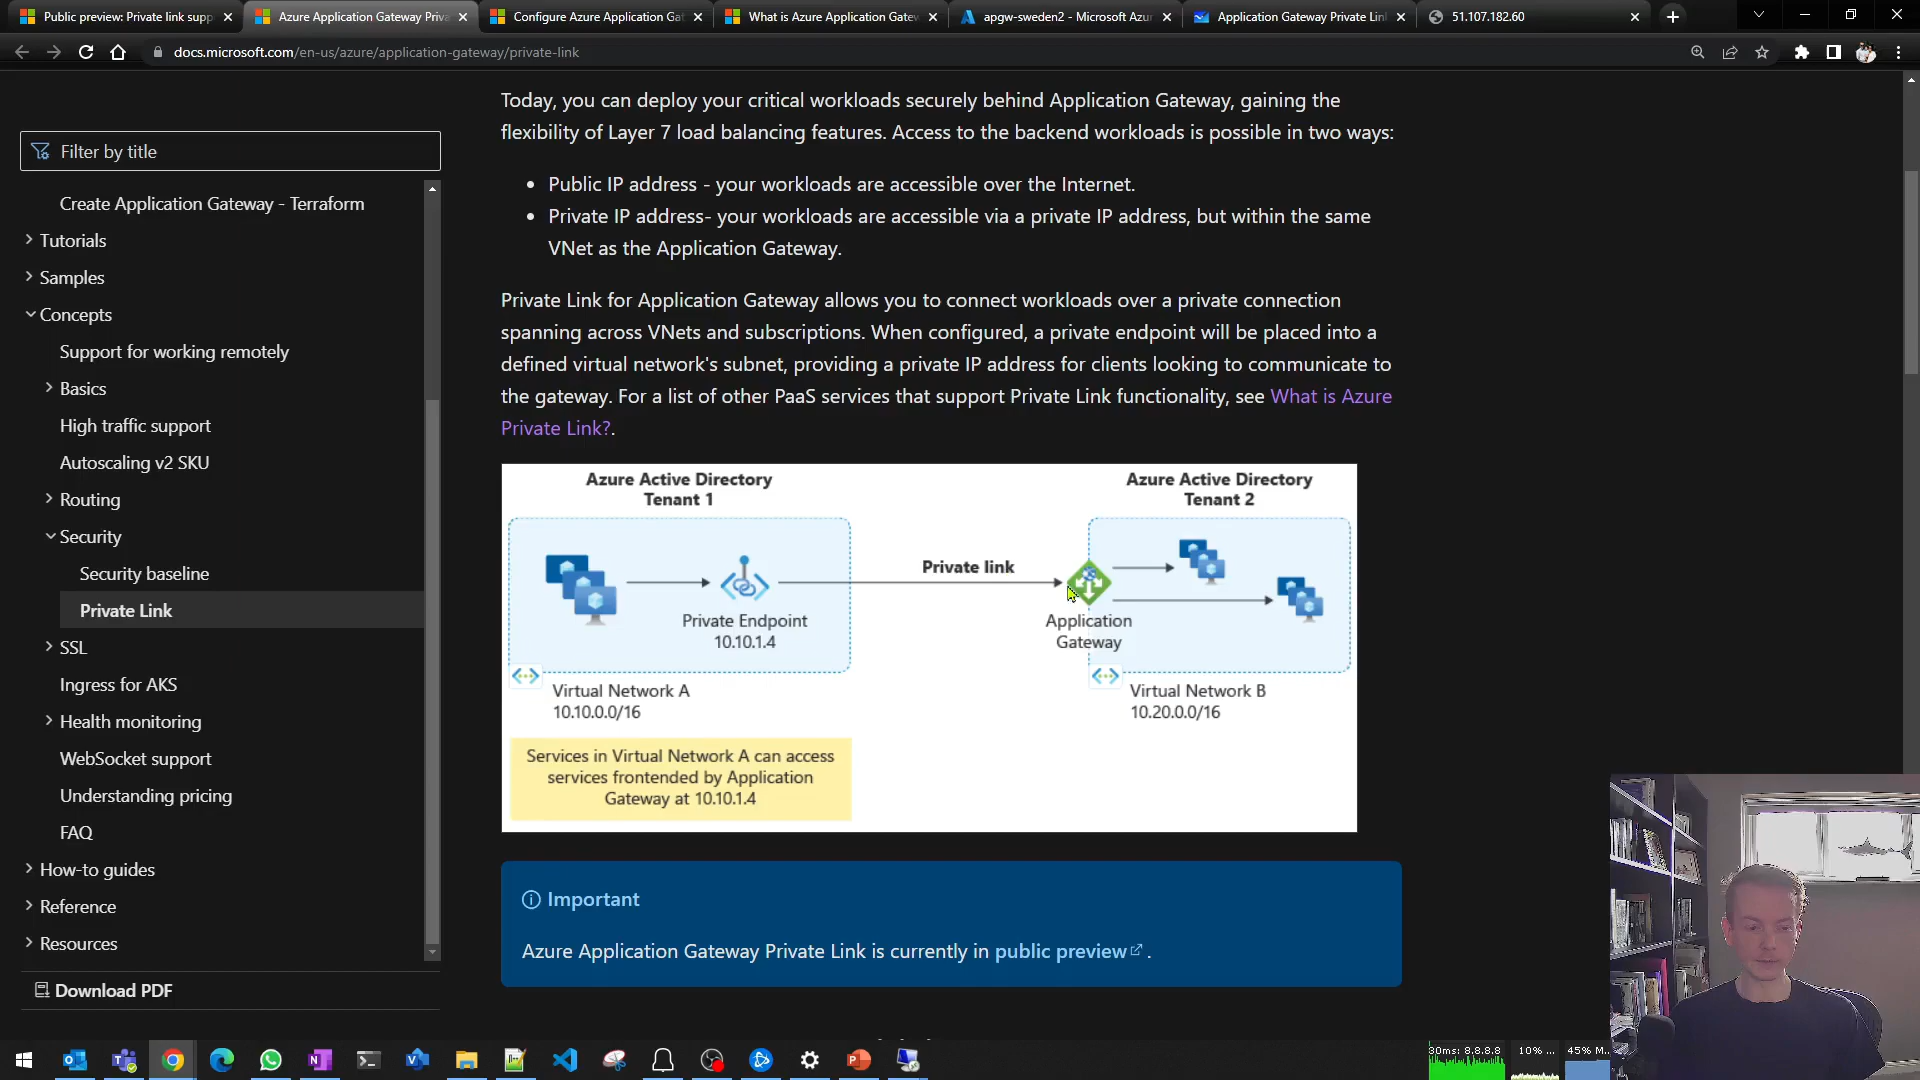 Public preview: Private link supp
Azure Application Gateway Priva
Configure Azure Application Gat
What is Azure Application Gatew
apgw-sweden2 - Microsoft Azur
Application Gateway Private Link
51.107.182.60
docs.microsoft.com/en-us/azure/application-gateway/private-link
Filter by title
Create Application Gateway - Terraform
Tutorials
Samples
Concepts
Support for working remotely
Basics
High traffic support
Autoscaling v2 SKU
Routing
Security
Security baseline
Private Link
SSL
Ingress for AKS
Health monitoring
WebSocket support
Understanding pricing
FAQ
How-to guides
Reference
Resources
Download PDF
Today, you can deploy your critical workloads securely behind Application Gateway, gaining the
flexibility of Layer 7 load balancing features. Access to the backend workloads is possible in two ways:
• Public IP address - your workloads are accessible over the Internet.
• Private IP address- your workloads are accessible via a private IP address, but within the same
VNet as the Application Gateway.
Private Link for Application Gateway allows you to connect workloads over a private connection
spanning across VNets and subscriptions. When configured, a private endpoint will be placed into a
defined virtual network's subnet, providing a private IP address for clients looking to communicate to
the gateway. For a list of other PaaS services that support Private Link functionality, see What is Azure
Private Link?.
Azure Active Directory
Tenant 1
Azure Active Directory
Tenant 2
Private link
Private Endpoint
10.10.1.4
Application
Gateway
Virtual Network A
10.10.0.0/16
Virtual Network B
10.20.0.0/16
Services in Virtual Network A can access
services frontended by Application
Gateway at 10.10.1.4
Important
Azure Application Gateway Private Link is currently in public preview.
30ms: 8.8.8.8
10% ...
45% M...